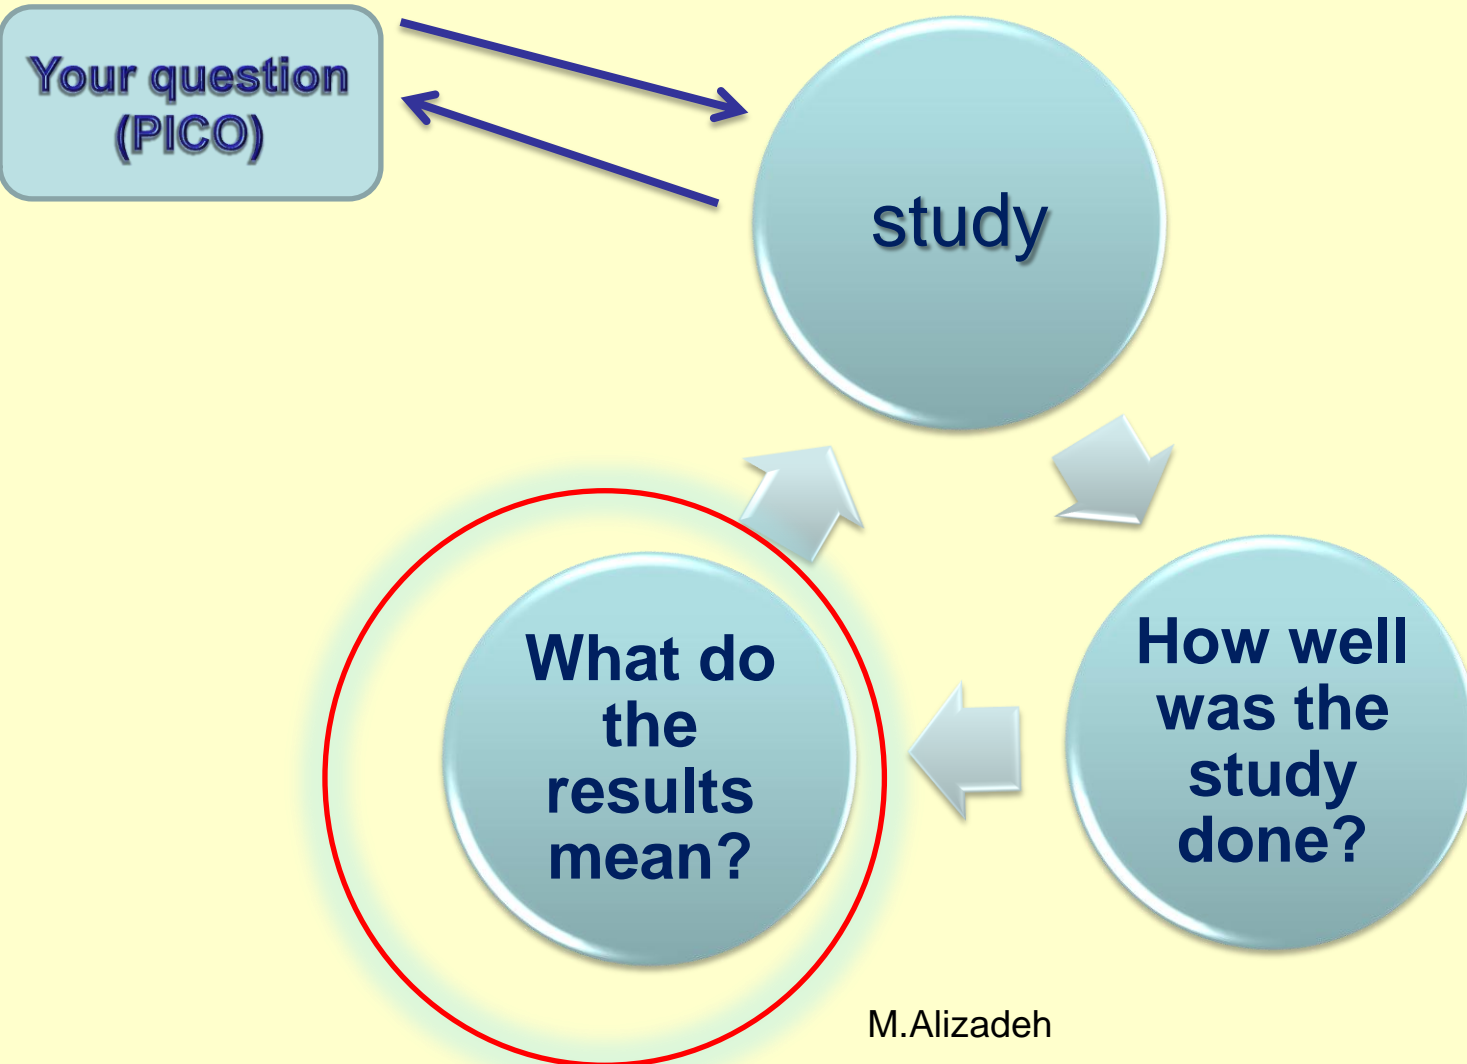 Your question
(PICO)
study
What do
the
results
mean?
How well
was the
study
done?
M.Alizadeh